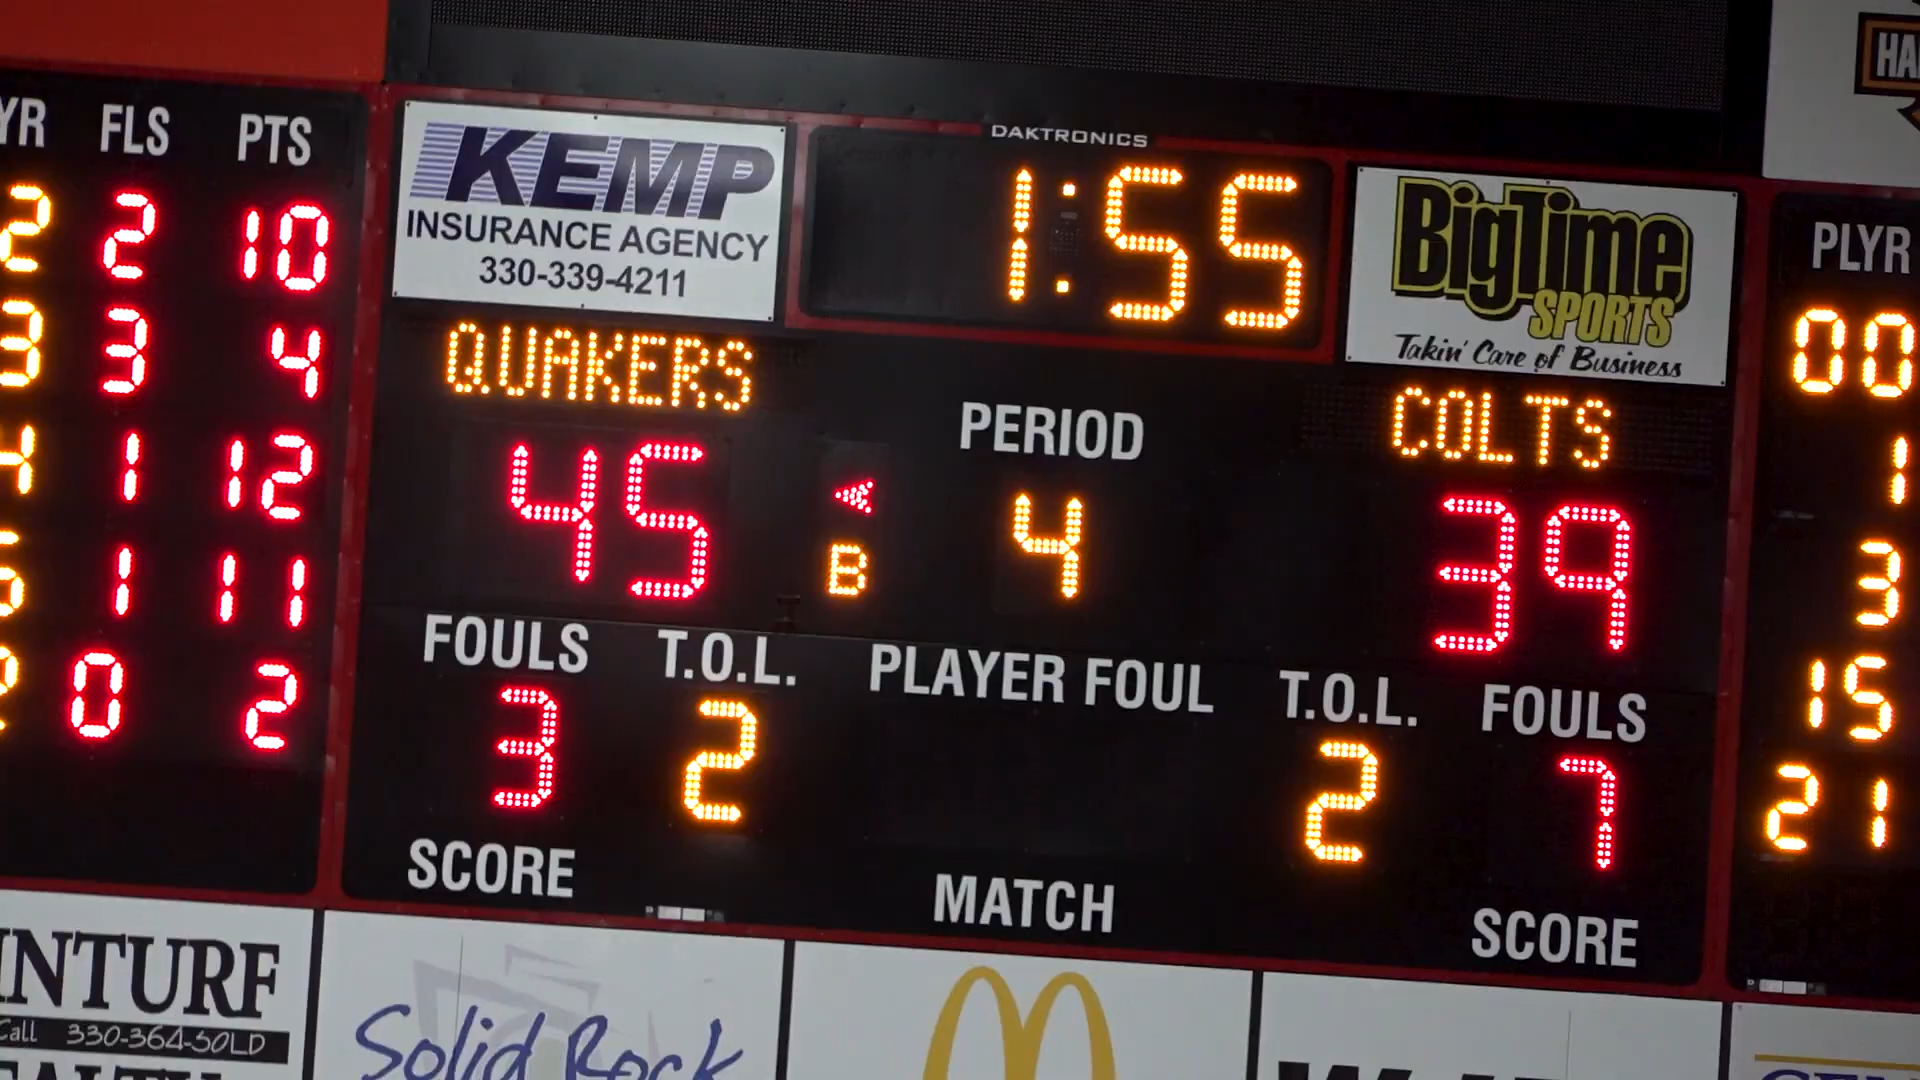 FLS PTS
2 10
3 4
1 12
1 11
0 2
KEMP
INSURANCE AGENCY
330-339-4211
DAKTRONICS
1:55
BigTime
SPORTS
Takin' Care of Business
QUAKERS
PERIOD
COLTS
45
B
4
39
FOULS
T.O.L.
PLAYER FOUL
T.O.L.
FOULS
3
2
2
7
SCORE
MATCH
SCORE
PLYR
00
1
3
15
21
Call 330-364-SOLD
Solid Rock